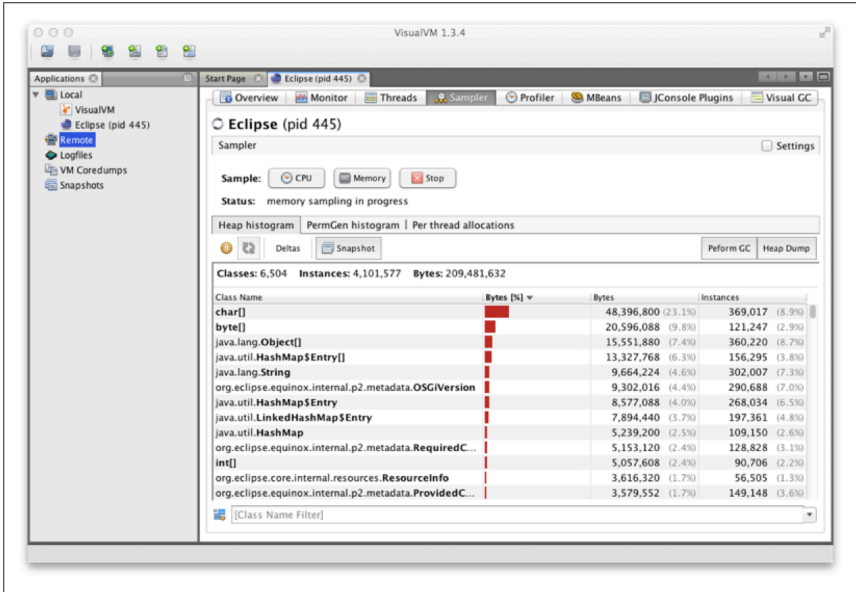 VisualVM 1.3.4
Applications
Local
VisualVM
Eclipse (pid 445)
Remote
Logfiles
VM Coredumps
Snapshots
Start Page Eclipse (pid 445)
Overview Monitor Threads Sampler Profiler MBeans JConsole Plugins Visual GC
Eclipse (pid 445)
Sampler Settings
Sample: CPU Memory Stop
Status: memory sampling in progress
Heap histogram PermGen histogram Per thread allocations
Deltas Snapshot Peform GC Heap Dump
Classes: 6,504 Instances: 4,101,577 Bytes: 209,481,632
Class Name Bytes [%] Bytes Instances
char[] 48,396,800 (23.1%) 369,017 (8.9%)
byte[] 20,596,088 (9.8%) 121,247 (2.9%)
java.lang.Object[] 15,551,880 (7.4%) 360,220 (8.7%)
java.util.HashMap$Entry[] 13,327,768 (6.3%) 156,295 (3.8%)
java.lang.String 9,664,224 (4.6%) 302,007 (7.3%)
org.eclipse.equinox.internal.p2.metadata.OSGiVersion 9,302,016 (4.4%) 290,688 (7.0%)
java.util.HashMap$Entry 8,577,088 (4.0%) 268,034 (6.5%)
java.util.LinkedHashMap$Entry 7,894,440 (3.7%) 197,361 (4.8%)
java.util.HashMap 5,239,200 (2.5%) 109,150 (2.6%)
org.eclipse.equinox.internal.p2.metadata.RequiredC... 5,153,120 (2.4%) 128,828 (3.1%)
int[] 5,057,608 (2.4%) 90,706 (2.2%)
org.eclipse.core.internal.resources.ResourceInfo 3,616,320 (1.7%) 56,505 (1.3%)
org.eclipse.equinox.internal.p2.metadata.ProvidedC... 3,579,552 (1.7%) 149,148 (3.6%)
[Class Name Filter]